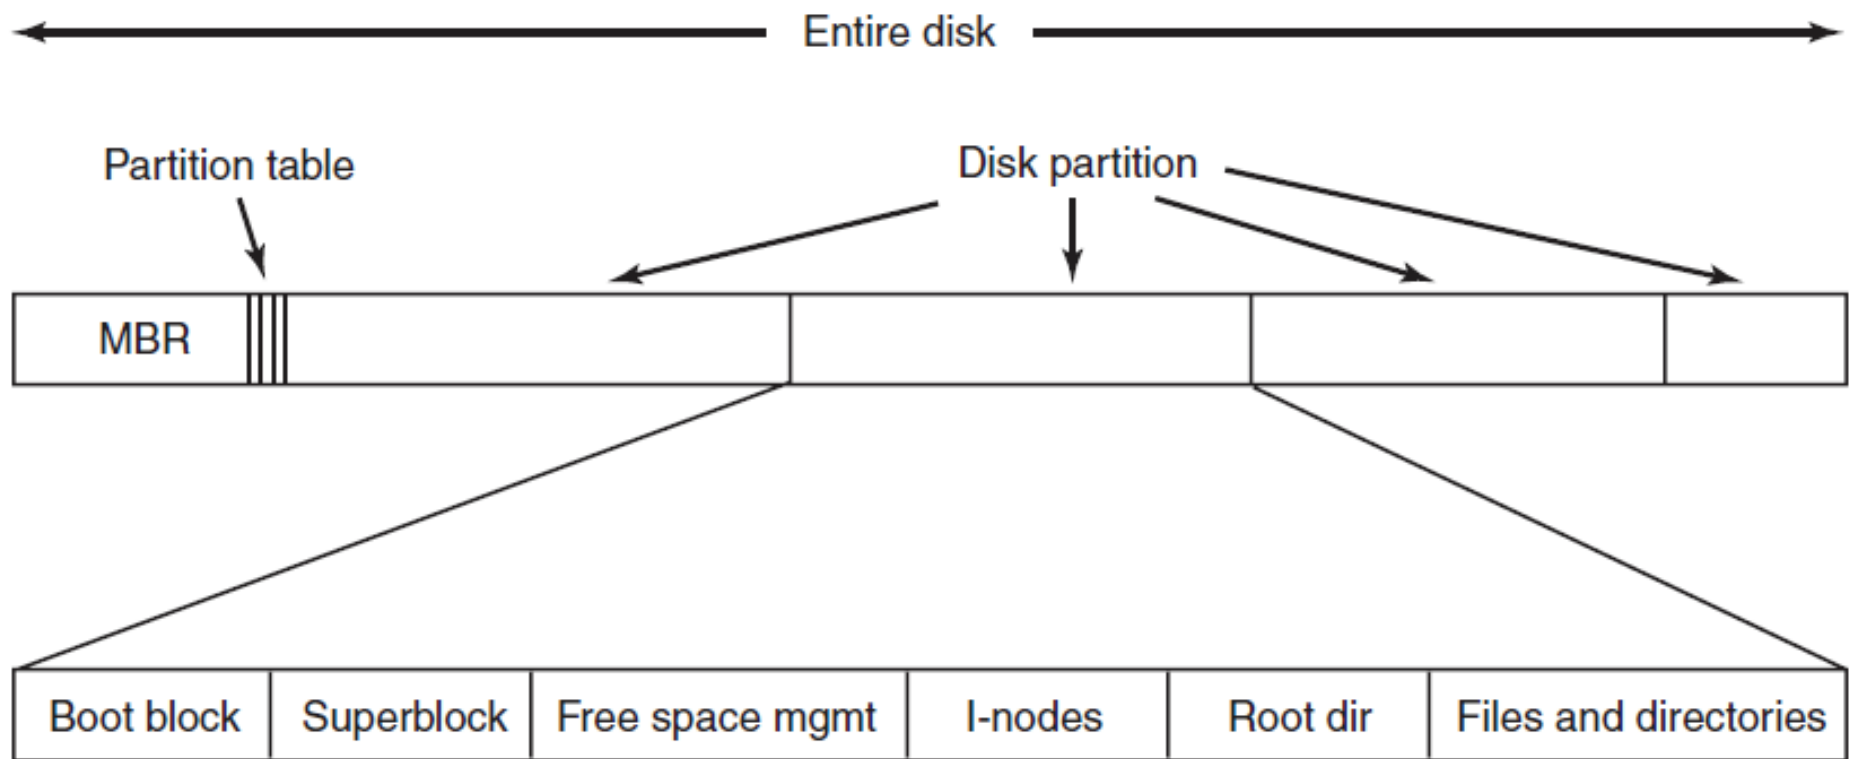 Entire disk
Partition table
Disk partition
MBR
Boot block
Superblock
Free space mgmt
I-nodes
Root dir
Files and directories